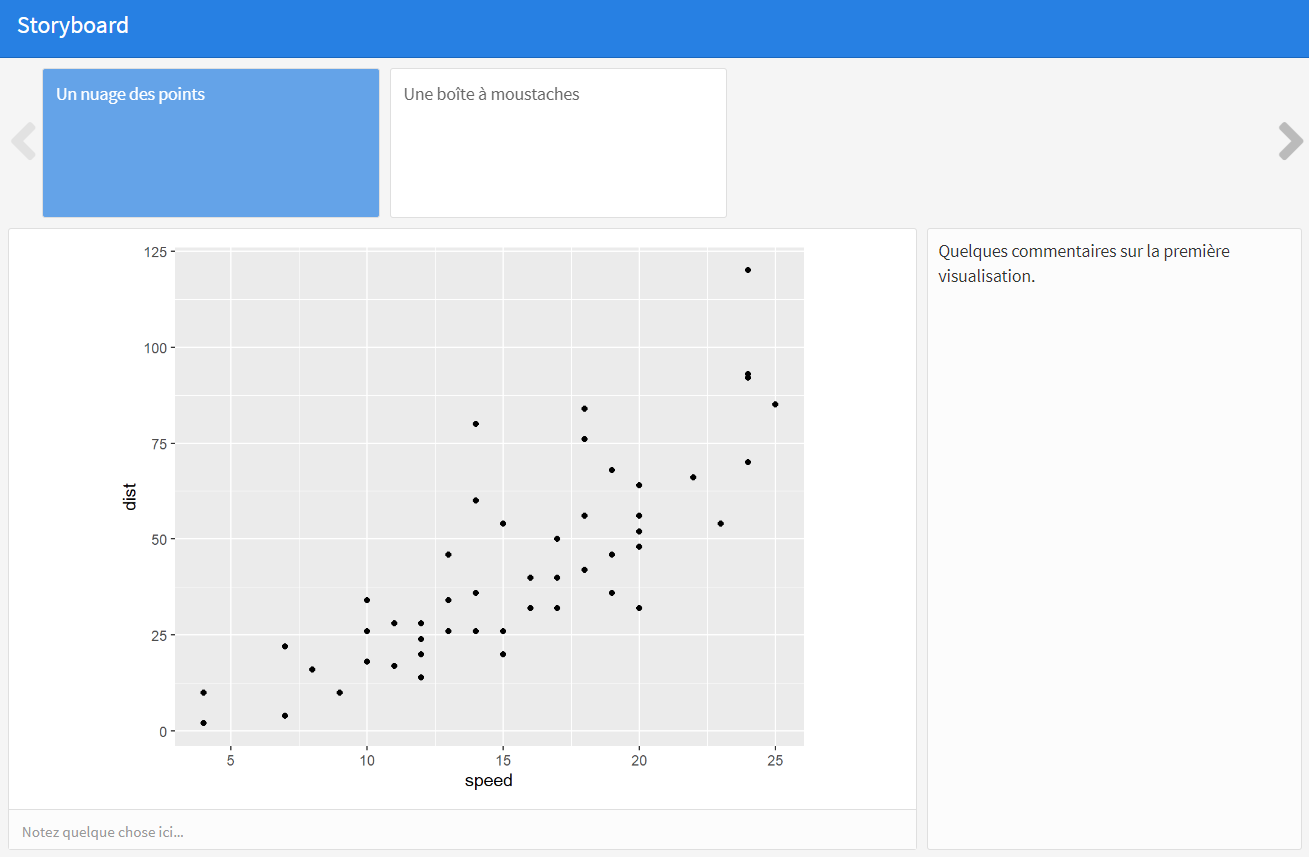 Storyboard
Un nuage des points
Une boîte à moustaches
125
100
75
50
25
0
dist
5 10 15 20 25
speed
Notez quelque chose ici...
Quelques commentaires sur la première
visualisation.